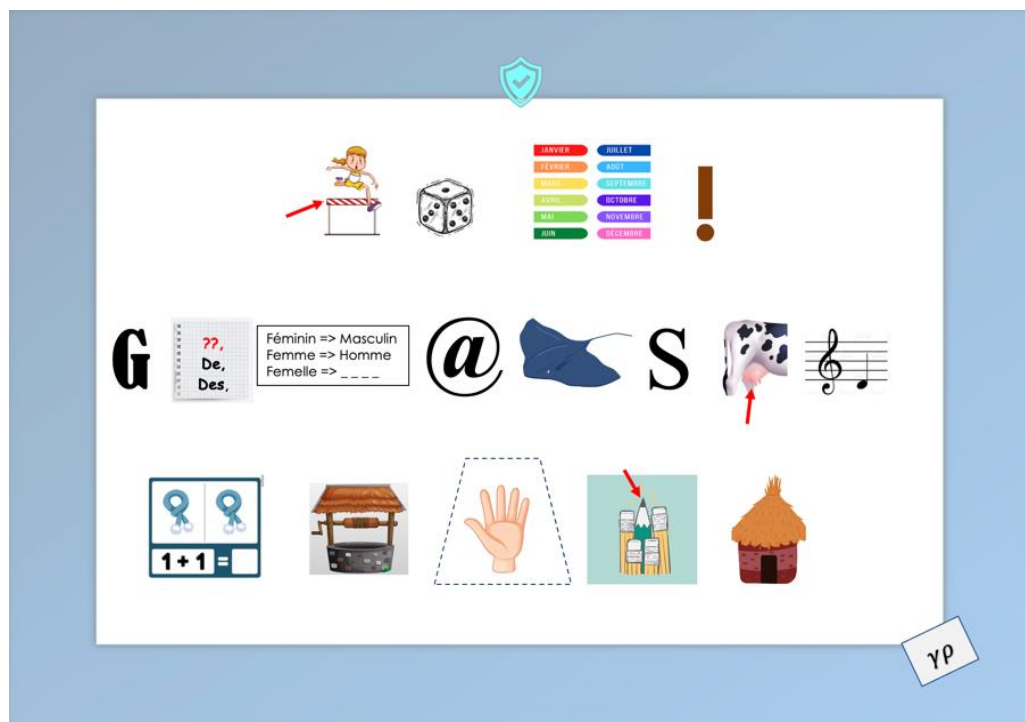 JANVIER JUILLET
FÉVRIER AOÛT
MARS SEPTEMBRE
AVRIL OCTOBRE
MAI NOVEMBRE
JUIN DÉCEMBRE
!
G
??,
De,
Des,
Féminin => Masculin
Femme => Homme
Femelle => _ _ _ _
@
S
1 + 1 =
γρ